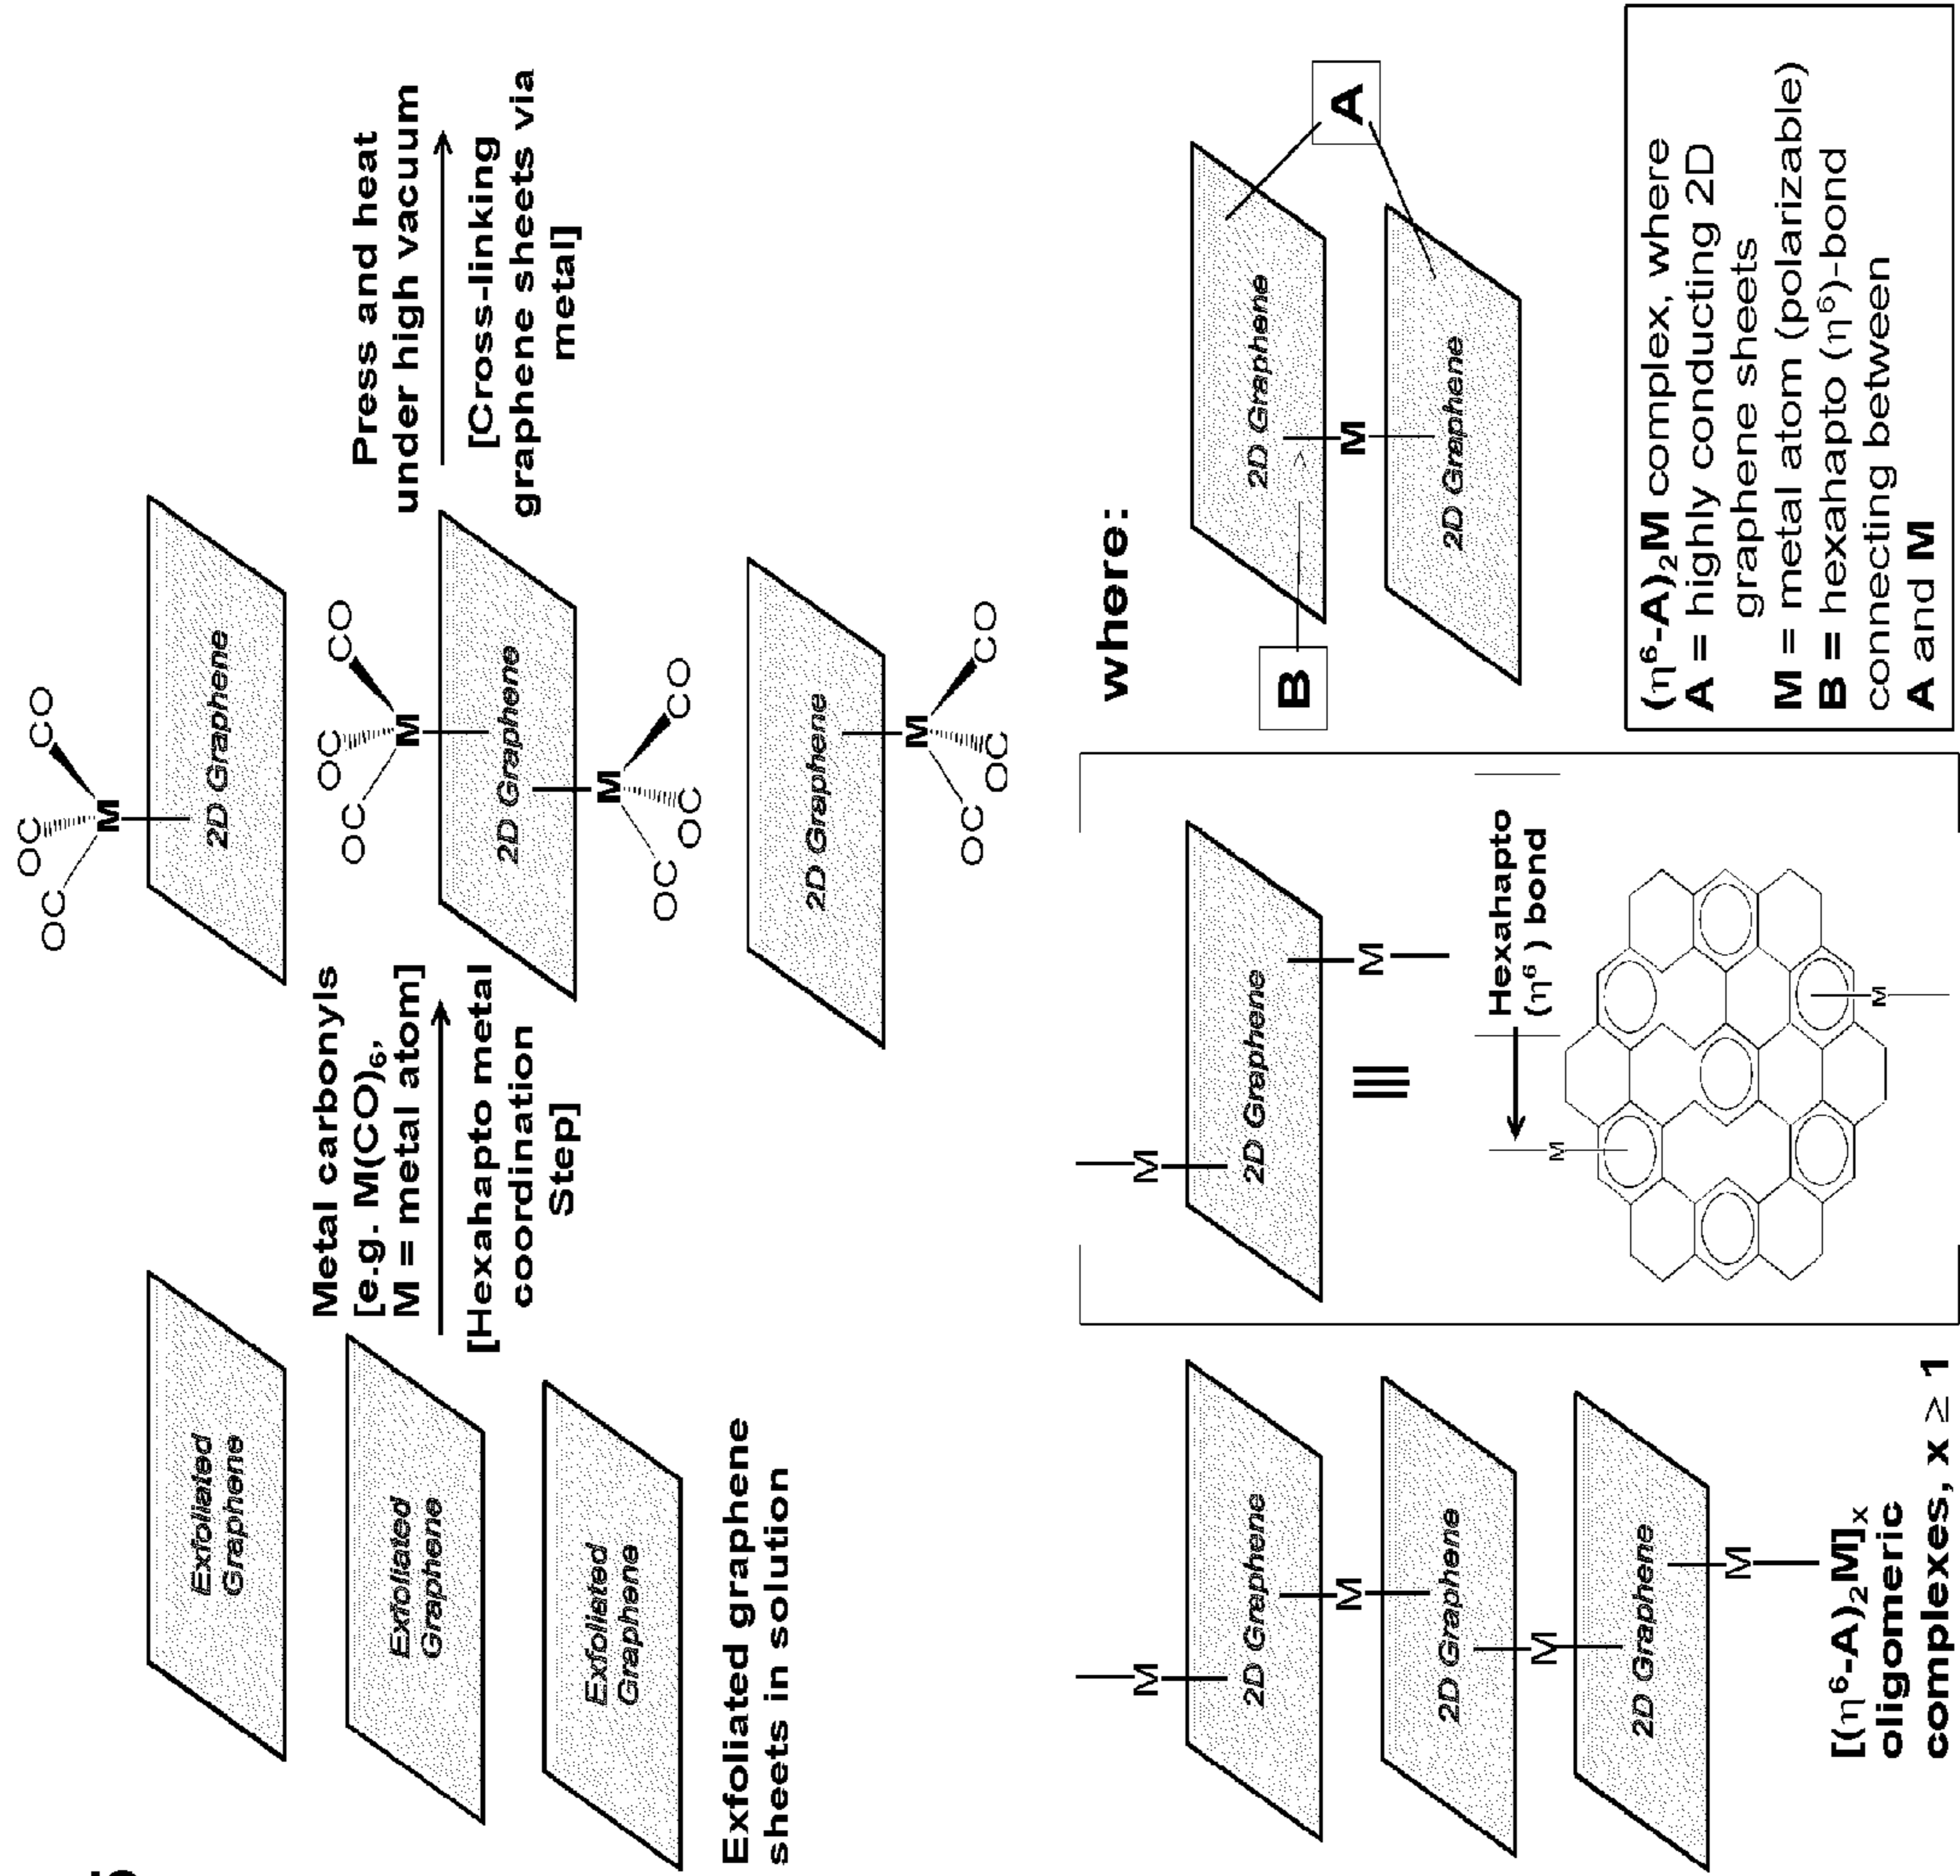 Exfoliated
Graphene
Exfoliated
Graphene
Exfoliated
Graphene
Exfoliated graphene
sheets in solution
Metal carbonyls
[e.g. M(CO)₆,
M = metal atom]
[Hexahapto metal
coordination
Step]
OC
OC
CO
M
2D Graphene
OC
OC
CO
M
2D Graphene
M
OC
OC
CO
2D Graphene
M
OC
OC
CO
Press and heat
under high vacuum
[Cross-linking
graphene sheets via
metal]
M
2D Graphene
M
2D Graphene
M
2D Graphene
M
[(η⁶-A)₂M]ₓ
oligomeric
complexes, x ≥ 1
M
2D Graphene
M
Hexahapto
(η⁶) bond
M
M
where:
B
A
2D Graphene
M
2D Graphene
(η⁶-A)₂M complex, where
A = highly conducting 2D
graphene sheets
M = metal atom (polarizable)
B = hexahapto (η⁶)-bond
connecting between
A and M